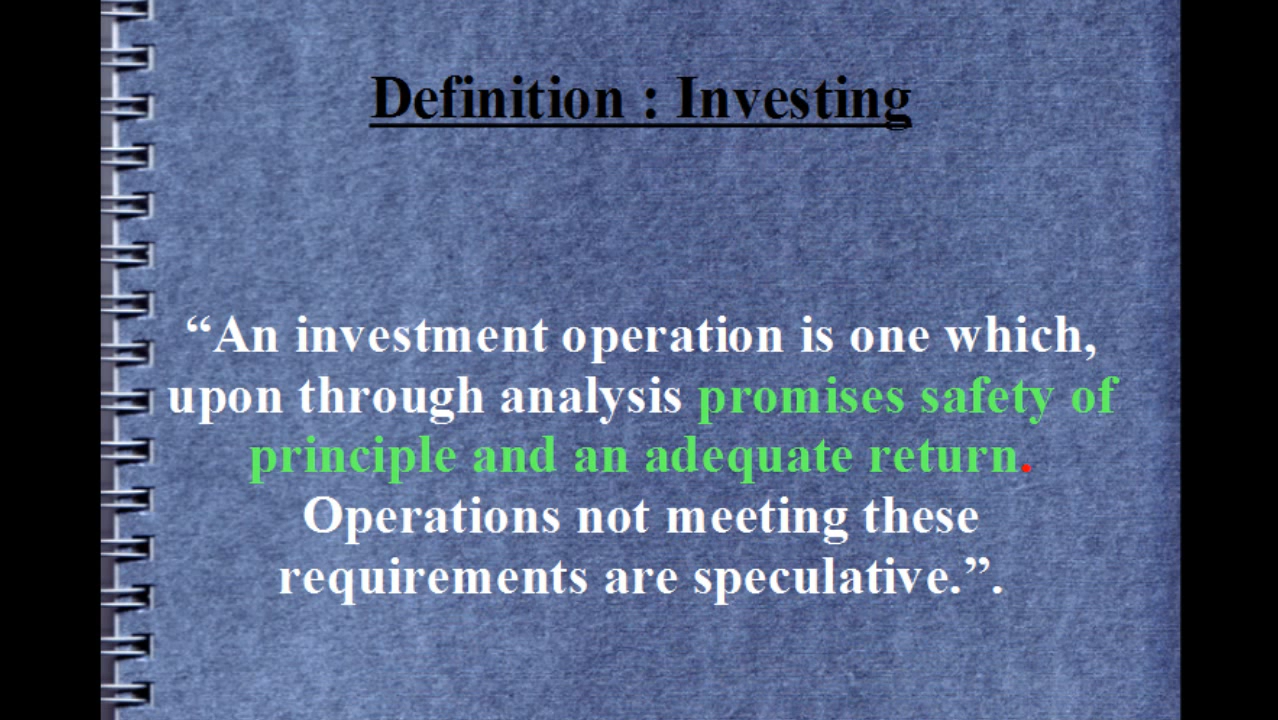 Definition : Investing
“An investment operation is one which,
upon through analysis promises safety of
principle and an adequate return.
Operations not meeting these
requirements are speculative.”.